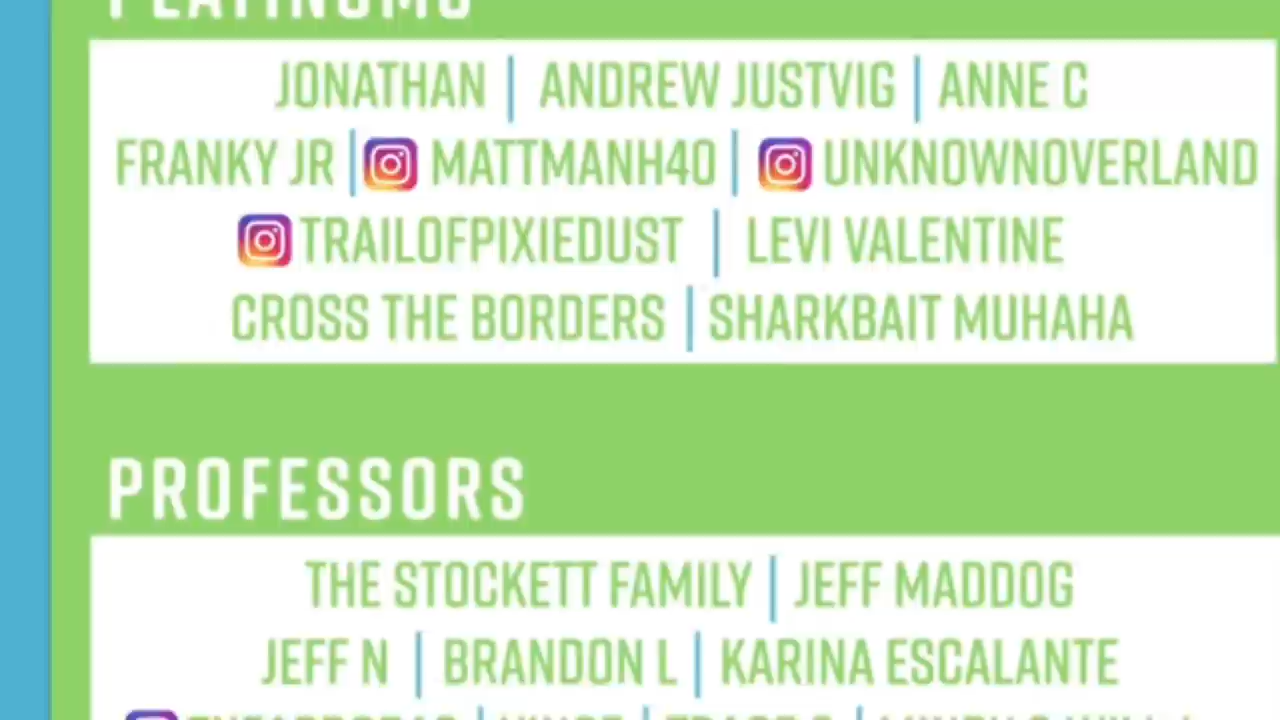 PLATINUMS
JONATHAN | ANDREW JUSTVIG | ANNE C
FRANKY JR | MATTMANH40 | UNKNOWNOVERLAND
TRAILOFPIXIEDUST | LEVI VALENTINE
CROSS THE BORDERS | SHARKBAIT MUHAHA
PROFESSORS
THE STOCKETT FAMILY | JEFF MADDOG
JEFF N | BRANDON L | KARINA ESCALANTE